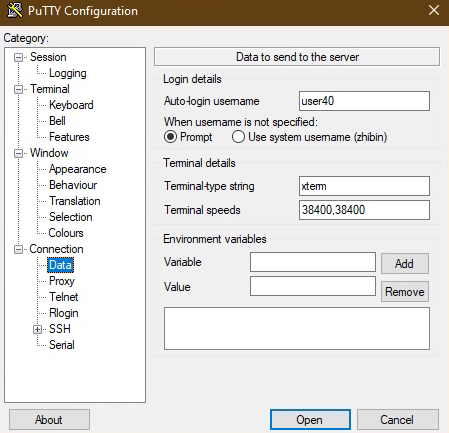 PuTTY Configuration
Category:
Session
Logging
Terminal
Keyboard
Bell
Features
Window
Appearance
Behaviour
Translation
Selection
Colours
Connection
Data
Proxy
Telnet
Rlogin
SSH
Serial
Data to send to the server
Login details
Auto-login username user40
When username is not specified:
Prompt Use system username (zhibin)
Terminal details
Terminal-type string xterm
Terminal speeds 38400,38400
Environment variables
Variable Add
Value Remove
About Open Cancel